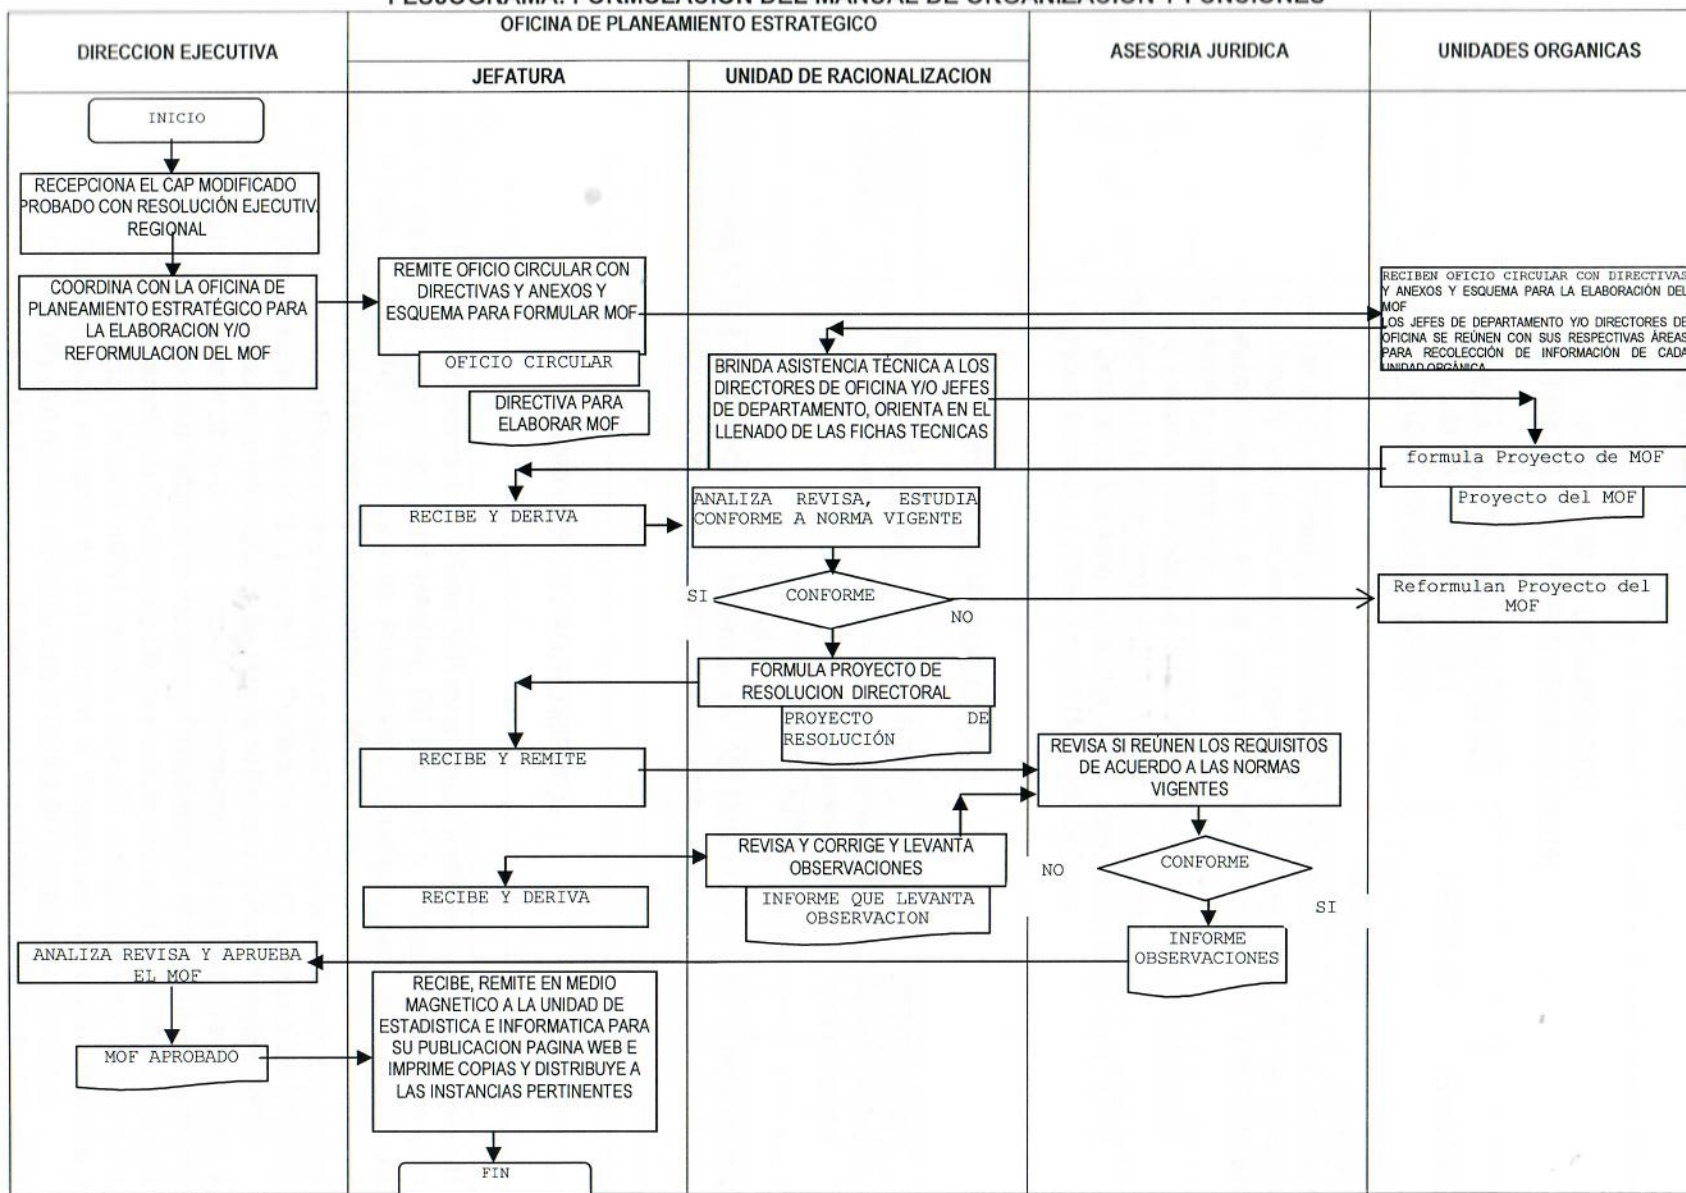 OFICINA DE PLANEAMIENTO ESTRATEGICO
DIRECCION EJECUTIVA
JEFATURA
UNIDAD DE RACIONALIZACION
ASESORIA JURIDICA
UNIDADES ORGANICAS
INICIO
RECEPCIONA EL CAP MODIFICADO
PROBADO CON RESOLUCIÓN EJECUTIV
REGIONAL
COORDINA CON LA OFICINA DE
PLANEAMIENTO ESTRATÉGICO PARA
LA ELABORACION Y/O
REFORMULACION DEL MOF
REMITE OFICIO CIRCULAR CON
DIRECTIVAS Y ANEXOS Y
ESQUEMA PARA FORMULAR MOF
OFICIO CIRCULAR
DIRECTIVA PARA
ELABORAR MOF
RECIBEN OFICIO CIRCULAR CON DIRECTIVAS
Y ANEXOS Y ESQUEMA PARA LA ELABORACIÓN DEL
MOF
LOS JEFES DE DEPARTAMENTO Y/O DIRECTORES DE
OFICINA SE REÚNEN CON SUS RESPECTIVAS ÁREAS
PARA RECOLECCIÓN DE INFORMACIÓN DE CADA
UNIDAD ORGÁNICA
BRINDA ASISTENCIA TÉCNICA A LOS
DIRECTORES DE OFICINA Y/O JEFES
DE DEPARTAMENTO, ORIENTA EN EL
LLENADO DE LAS FICHAS TECNICAS
formula Proyecto de MOF
Proyecto del MOF
RECIBE Y DERIVA
ANALIZA REVISA, ESTUDIA
CONFORME A NORMA VIGENTE
SI
CONFORME
NO
Reformulan Proyecto del
MOF
FORMULA PROYECTO DE
RESOLUCION DIRECTORAL
PROYECTO DE
RESOLUCIÓN
RECIBE Y REMITE
REVISA SI REÚNEN LOS REQUISITOS
DE ACUERDO A LAS NORMAS
VIGENTES
REVISA Y CORRIGE Y LEVANTA
OBSERVACIONES
NO
CONFORME
SI
RECIBE Y DERIVA
INFORME QUE LEVANTA
OBSERVACION
INFORME
OBSERVACIONES
ANALIZA REVISA Y APRUEBA
EL MOF
RECIBE, REMITE EN MEDIO
MAGNETICO A LA UNIDAD DE
ESTADISTICA E INFORMATICA PARA
SU PUBLICACION PAGINA WEB E
IMPRIME COPIAS Y DISTRIBUYE A
LAS INSTANCIAS PERTINENTES
MOF APROBADO
FIN